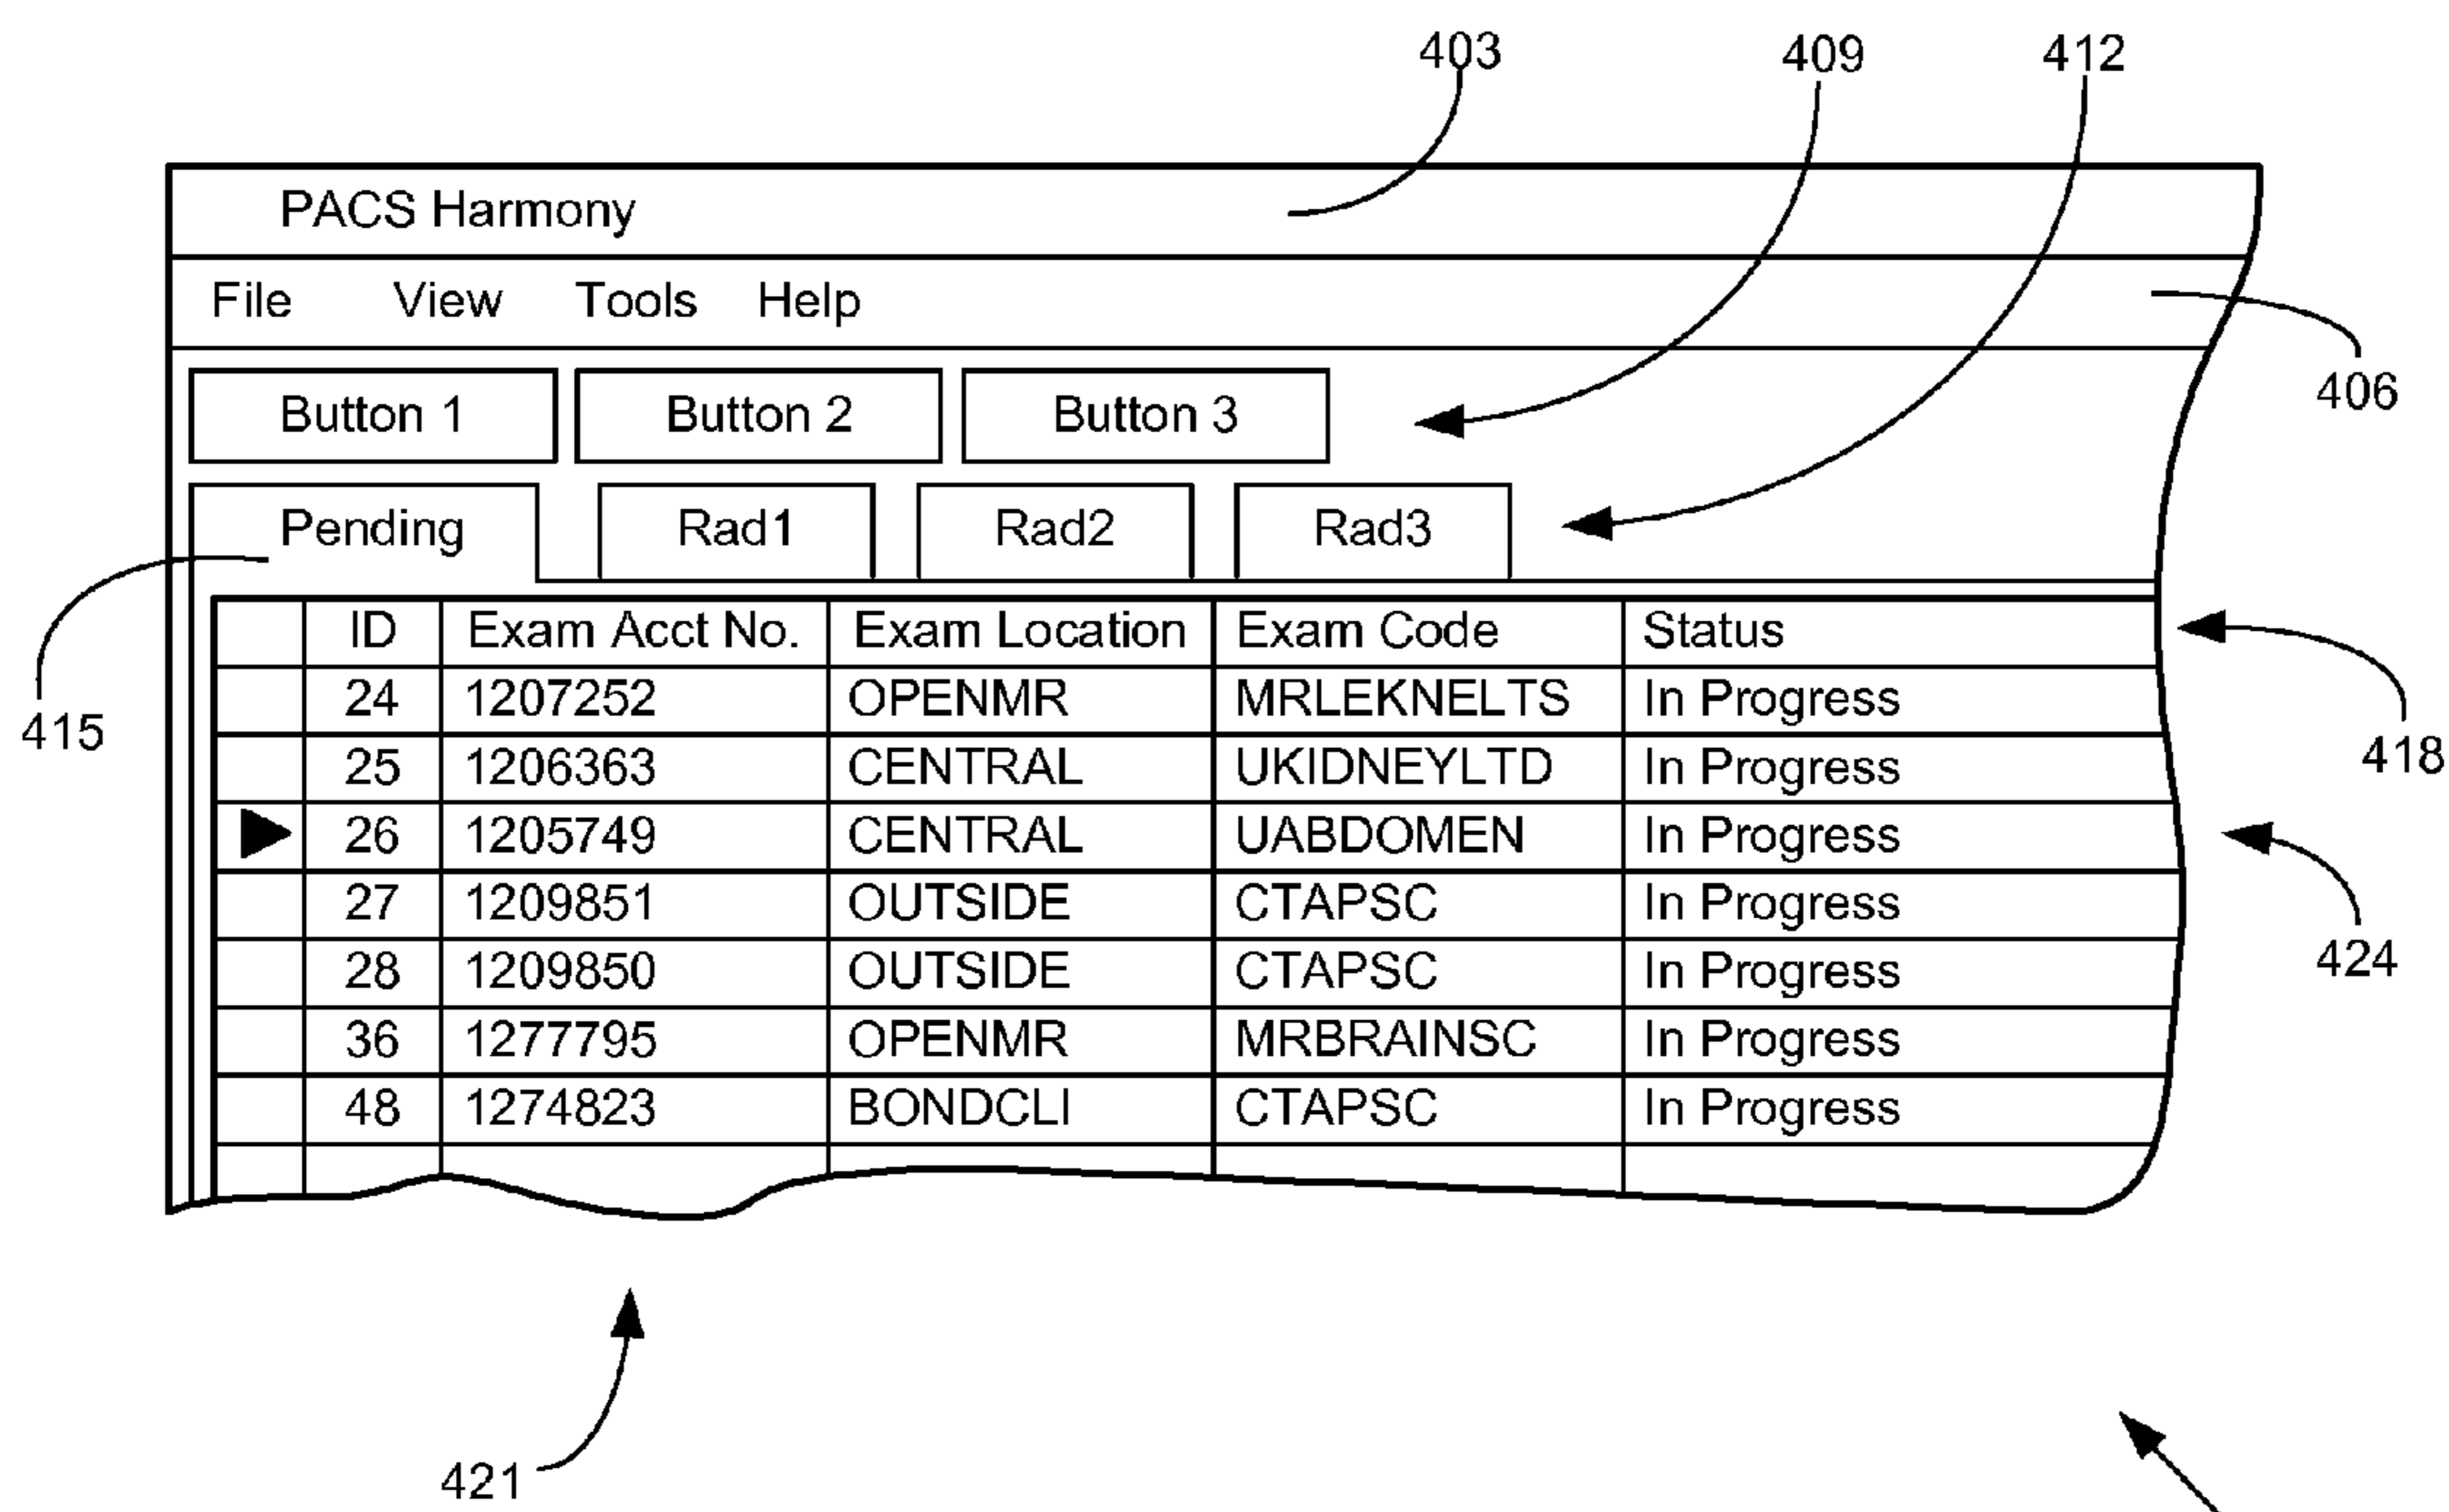 403 409 412
PACS Harmony
File View Tools Help
406
Button 1 Button 2 Button 3
Pending Rad1 Rad2 Rad3
415
ID Exam Acct No. Exam Location Exam Code Status
418
24 1207252 OPENMR MRLEKNELTS In Progress
25 1206363 CENTRAL UKIDNEYLTD In Progress
26 1205749 CENTRAL UABDOMEN In Progress
424
27 1209851 OUTSIDE CTAPSC In Progress
28 1209850 OUTSIDE CTAPSC In Progress
36 1277795 OPENMR MRBRAINSC In Progress
48 1274823 BONDCLI CTAPSC In Progress
421